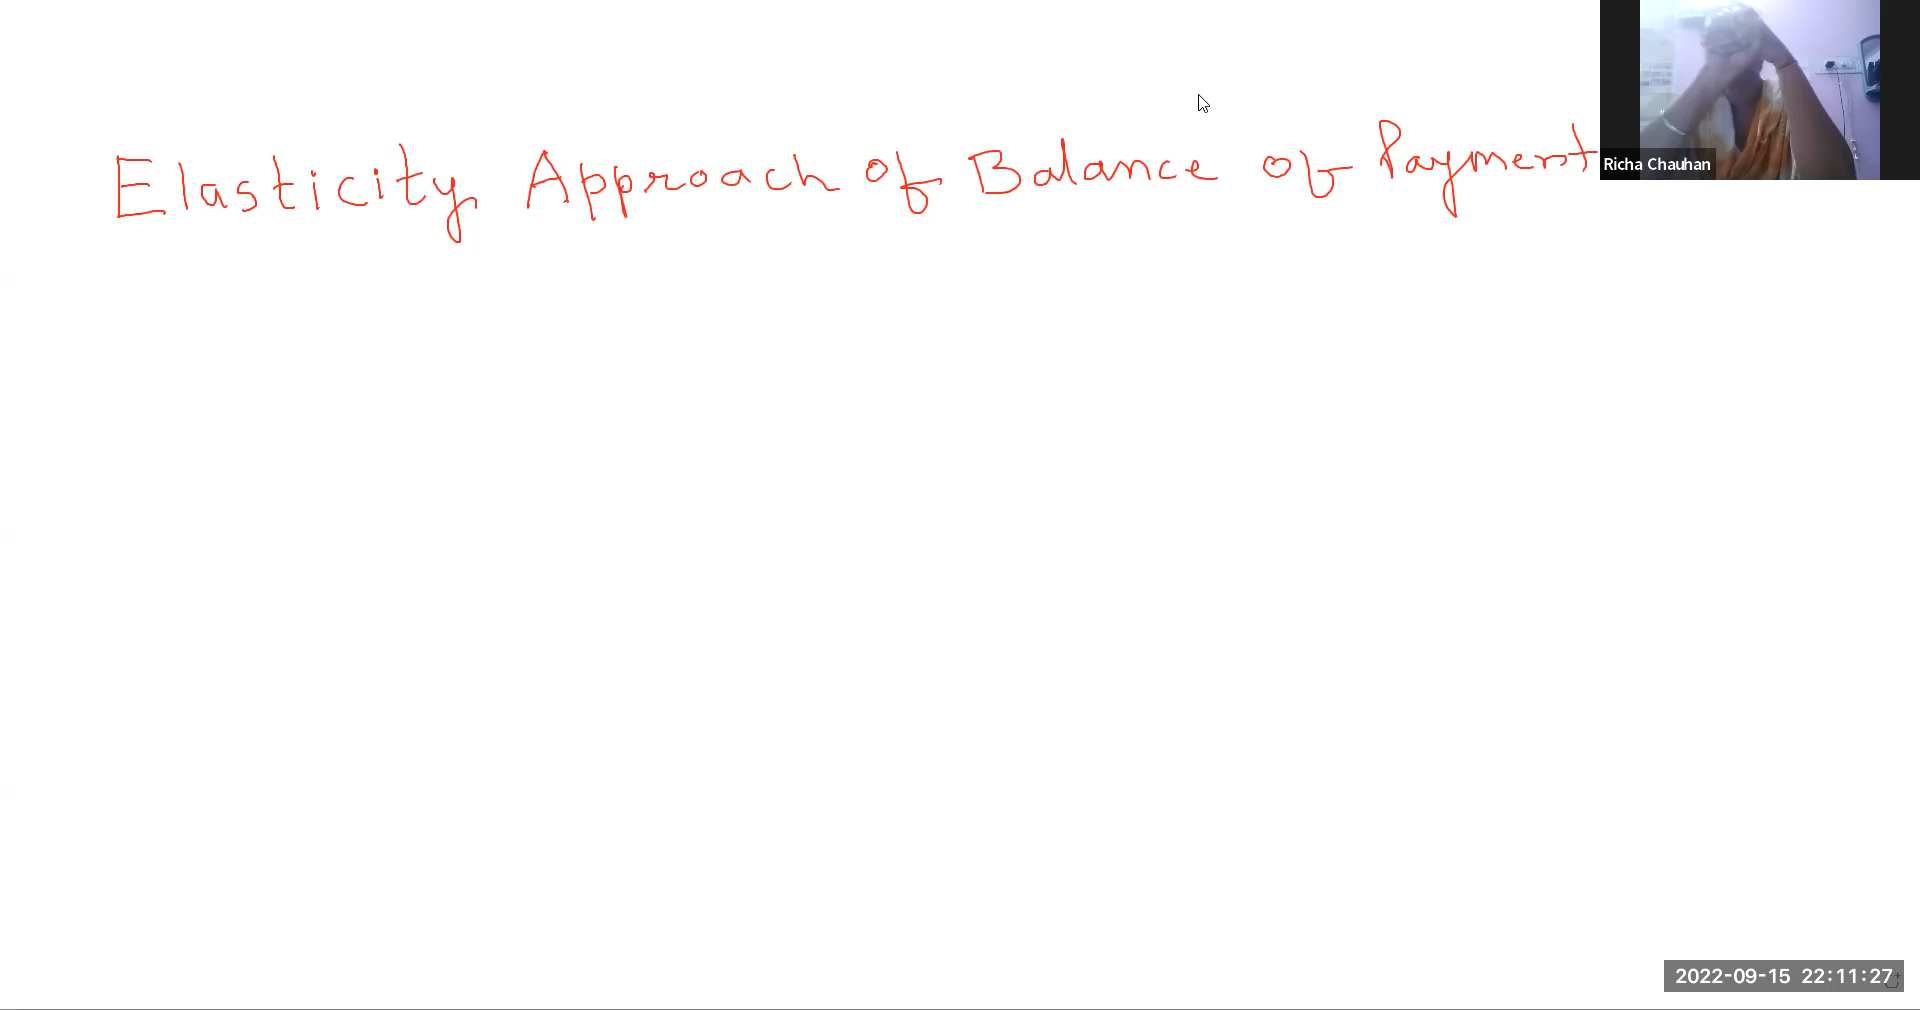 Elasticity Approach of Balance of Payment
Richa Chauhan
2022-09-15 22:11:27